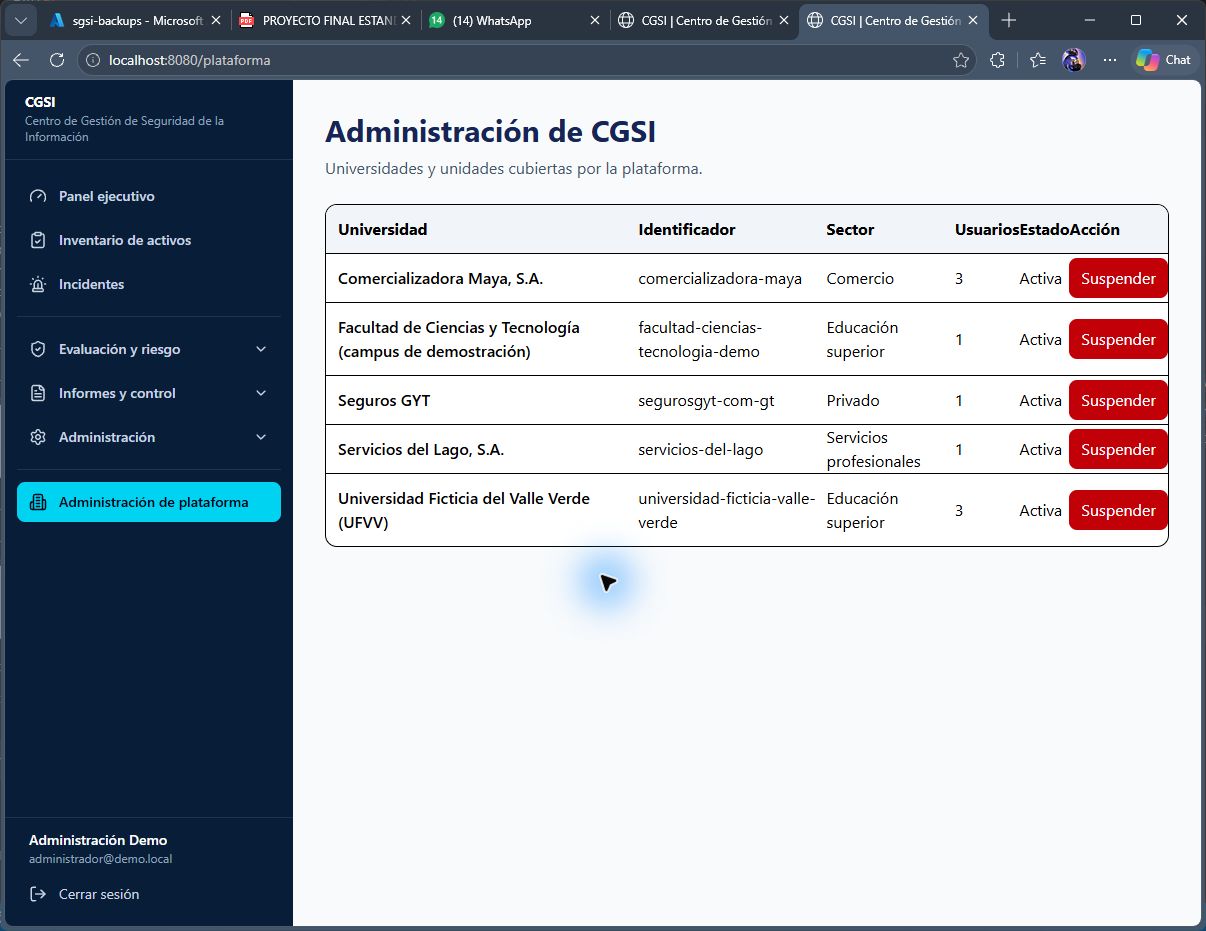 sgsi-backups - Microsoft
PROYECTO FINAL ESTAN
14 (14) WhatsApp
CGSI | Centro de Gestión
CGSI | Centro de Gestión
localhost:8080/plataforma
Chat
CGSI
Centro de Gestión de Seguridad de la
Información
Panel ejecutivo
Inventario de activos
Incidentes
Evaluación y riesgo
Informes y control
Administración
Administración de plataforma
Administración Demo
administrador@demo.local
Cerrar sesión
Administración de CGSI
Universidades y unidades cubiertas por la plataforma.
Universidad Identificador Sector Usuarios Estado Acción
Comercializadora Maya, S.A. comercializadora-maya Comercio 3 Activa Suspender
Facultad de Ciencias y Tecnología facultad-ciencias- Educación
(campus de demostración) tecnologia-demo superior 1 Activa Suspender
Seguros GYT segurosgyt-com-gt Privado 1 Activa Suspender
Servicios del Lago, S.A. servicios-del-lago Servicios
profesionales 1 Activa Suspender
Universidad Ficticia del Valle Verde universidad-ficticia-valle- Educación
(UFVV) verde superior 3 Activa Suspender